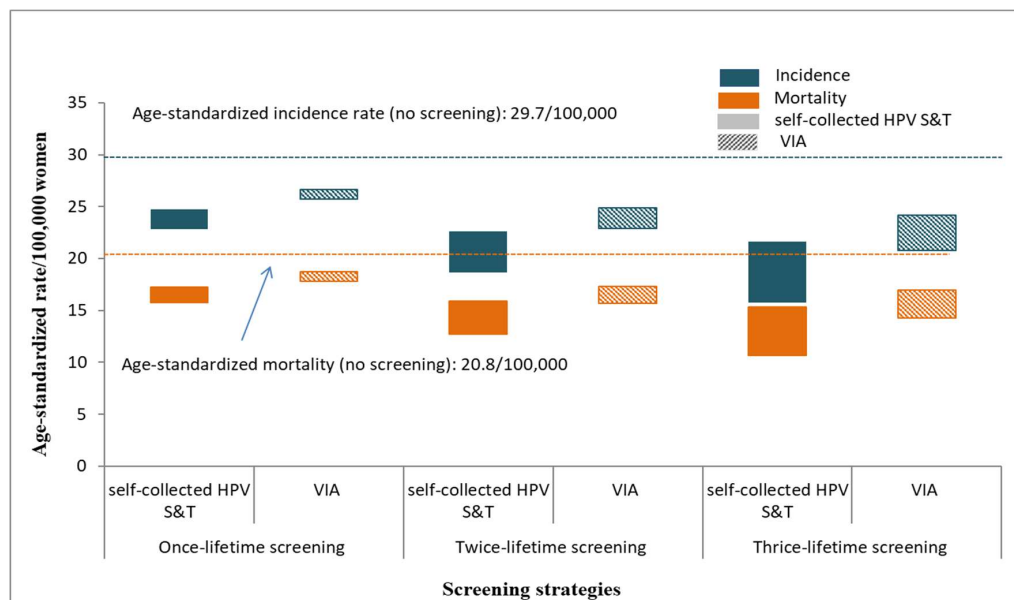 Incidence
Mortality
self-collected HPV S&T
VIA
35
30
25
20
15
10
5
0
Age-standardized rate/100,000 women
Age-standardized incidence rate (no screening): 29.7/100,000
Age-standardized mortality (no screening): 20.8/100,000
self-collected HPV
S&T
VIA
self-collected HPV
S&T
VIA
self-collected HPV
S&T
VIA
Once-lifetime screening
Twice-lifetime screening
Thrice-lifetime screening
Screening strategies